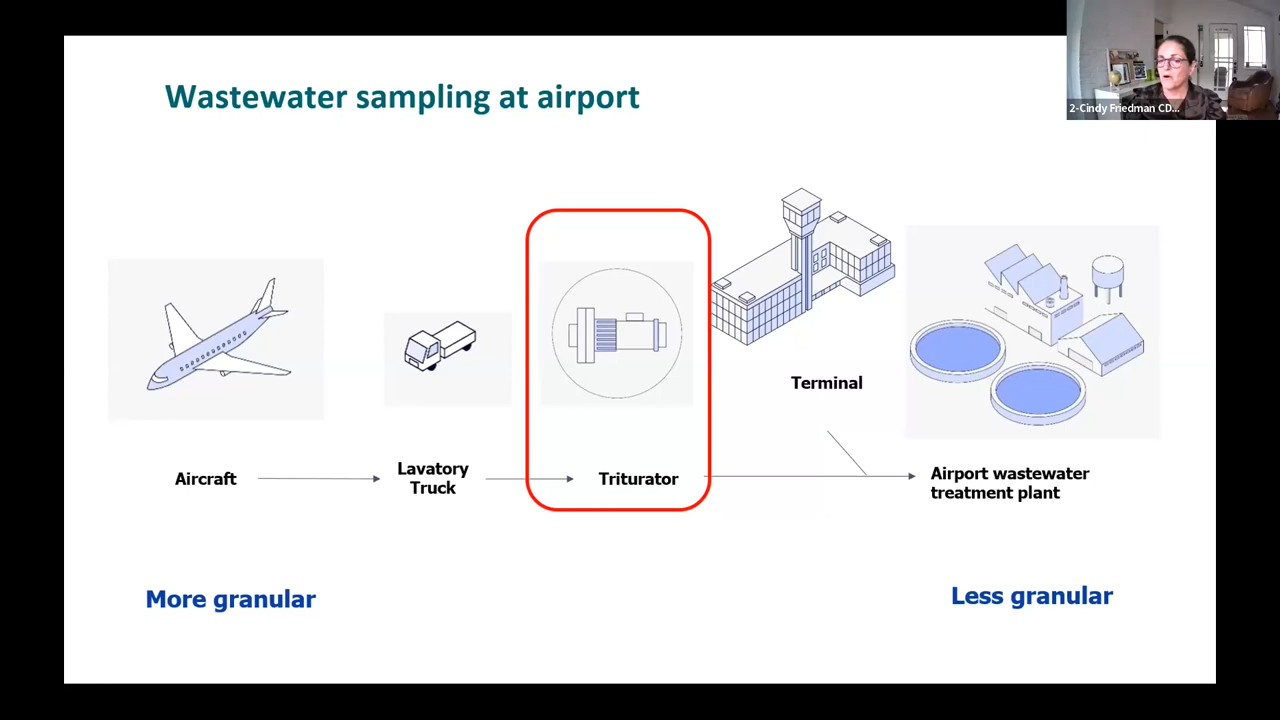 2-Cindy Friedman CD...
Wastewater sampling at airport
Terminal
Aircraft
Lavatory
Truck
Triturator
Airport wastewater
treatment plant
More granular
Less granular